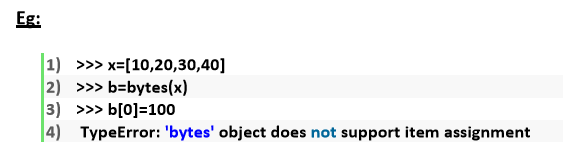 Eg:
1) >>> x=[10,20,30,40]
2) >>> b=bytes(x)
3) >>> b[0]=100
4) TypeError: 'bytes' object does not support item assignment